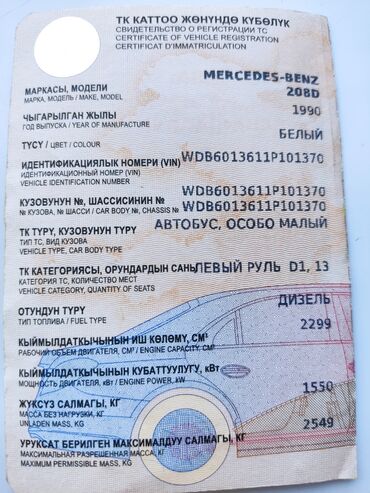 ТК КАТТОО ЖӨНҮНДӨ КҮБӨЛҮК
СВИДЕТЕЛЬСТВО О РЕГИСТРАЦИИ ТС
CERTIFICATE OF VEHICLE REGISTRATION
CERTIFICAT D'IMMATRICULATION
МАРКАСЫ, МОДЕЛИ MERCEDES-BENZ
МАРКА, МОДЕЛЬ / MAKE, MODEL 208D
ЧЫГАРЫЛГАН ЖЫЛЫ 1990
ГОД ВЫПУСКА / YEAR OF MANUFACTURE
ТҮСҮ / ЦВЕТ / COLOUR БЕЛЫЙ
ИДЕНТИФИКАЦИЯЛЫК НОМЕРИ (VIN) WDB6013611P101370
ИДЕНТИФИКАЦИОННЫЙ НОМЕР (VIN)
VEHICLE IDENTIFICATION NUMBER
КУЗОВУНУН №, ШАССИСИНИН № WDB6013611P101370
№ КУЗОВА, № ШАССИ / CAR BODY №, CHASSIS № WDB6013611P101370
ТК ТҮРҮ, КУЗОВУНУН ТҮРҮ АВТОБУС, ОСОБО МАЛЫЙ
ТИП ТС, ВИД КУЗОВА
VEHICLE TYPE, CAR BODY TYPE
ТК КАТЕГОРИЯСЫ, ОРУНДАРДЫН САНЫ ЛЕВЫЙ РУЛЬ D1, 13
КАТЕГОРИЯ ТС, КОЛИЧЕСТВО МЕСТ
VEHICLE CATEGORY, QUANTITY OF SEATS
ОТУНДУН ТҮРҮ ДИЗЕЛЬ
ТИП ТОПЛИВА / FUEL TYPE
КЫЙМЫЛДАТКЫЧЫНЫН ИШ КӨЛӨМҮ, СМ³ 2299
РАБОЧИЙ ОБЪЕМ ДВИГАТЕЛЯ, СМ³ / ENGINE CAPACITY, CM³
КЫЙМЫЛДАТКЫЧЫНЫН КУБАТТУУЛУГУ, кВт
МОЩНОСТЬ ДВИГАТЕЛЯ, кВт / ENGINE POWER, kW
ЖҮКСҮЗ САЛМАГЫ, КГ 1550
МАССА БЕЗ НАГРУЗКИ, КГ
UNLADEN MASS, KG
УРУКСАТ БЕРИЛГЕН МАКСИМАЛДУУ САЛМАГЫ, КГ 2549
МАКСИМАЛЬНАЯ РАЗРЕШЕННАЯ МАССА, КГ
MAXIMUM PERMISSIBLE MASS, KG